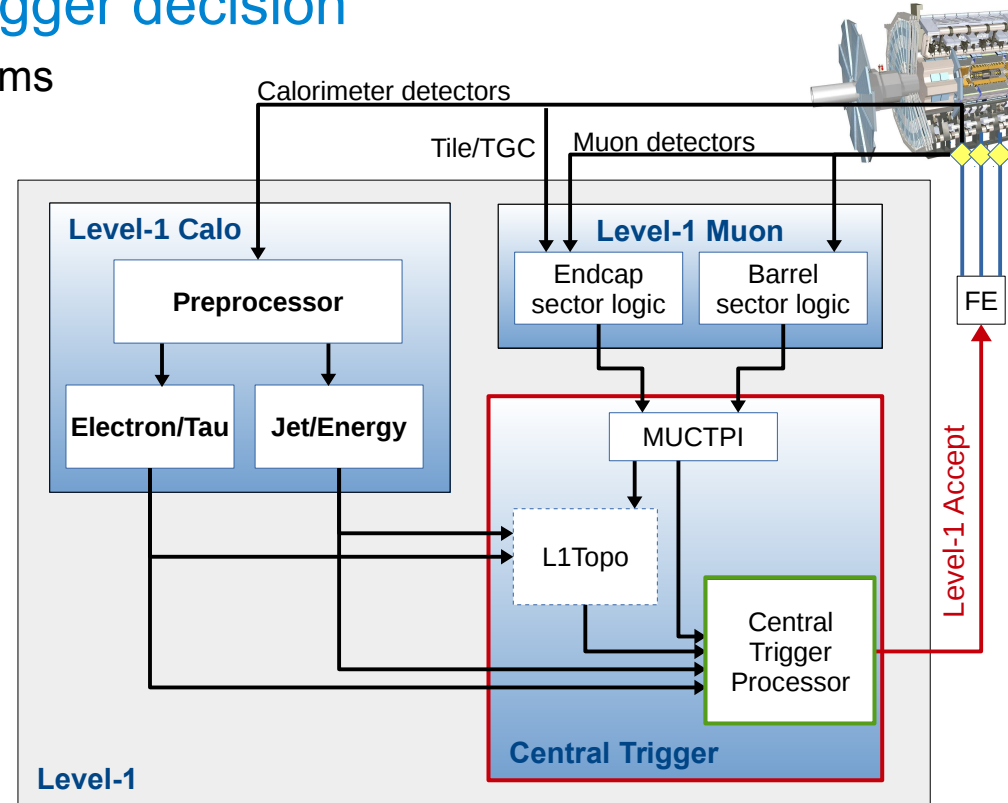 gger decision
ms
Calorimeter detectors
Tile/TGC
Muon detectors
Level-1 Calo
Preprocessor
Electron/Tau
Jet/Energy
Level-1 Muon
Endcap
sector logic
Barrel
sector logic
FE
MUCTPI
L1Topo
Central
Trigger
Processor
Level-1 Accept
Central Trigger
Level-1